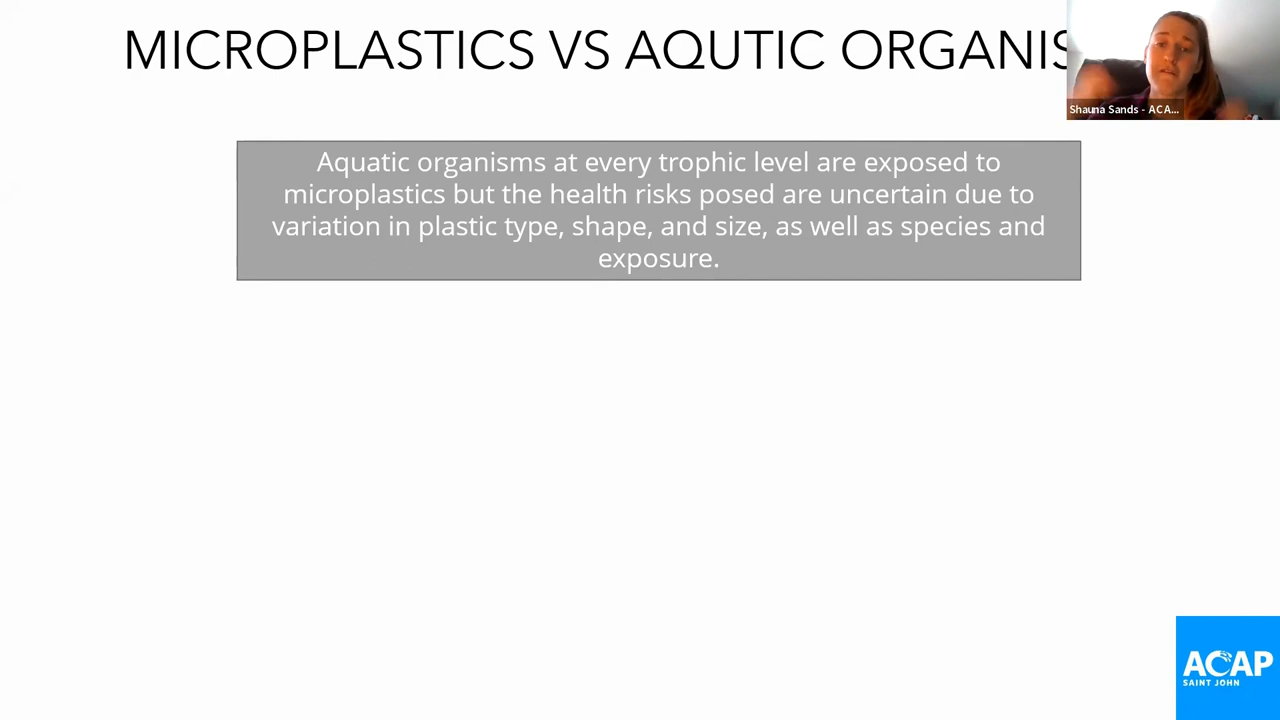 MICROPLASTICS VS AQUTIC ORGANIS
Shauna Sands - ACA...
Aquatic organisms at every trophic level are exposed to
microplastics but the health risks posed are uncertain due to
variation in plastic type, shape, and size, as well as species and
exposure.
ACAP
SAINT JOHN